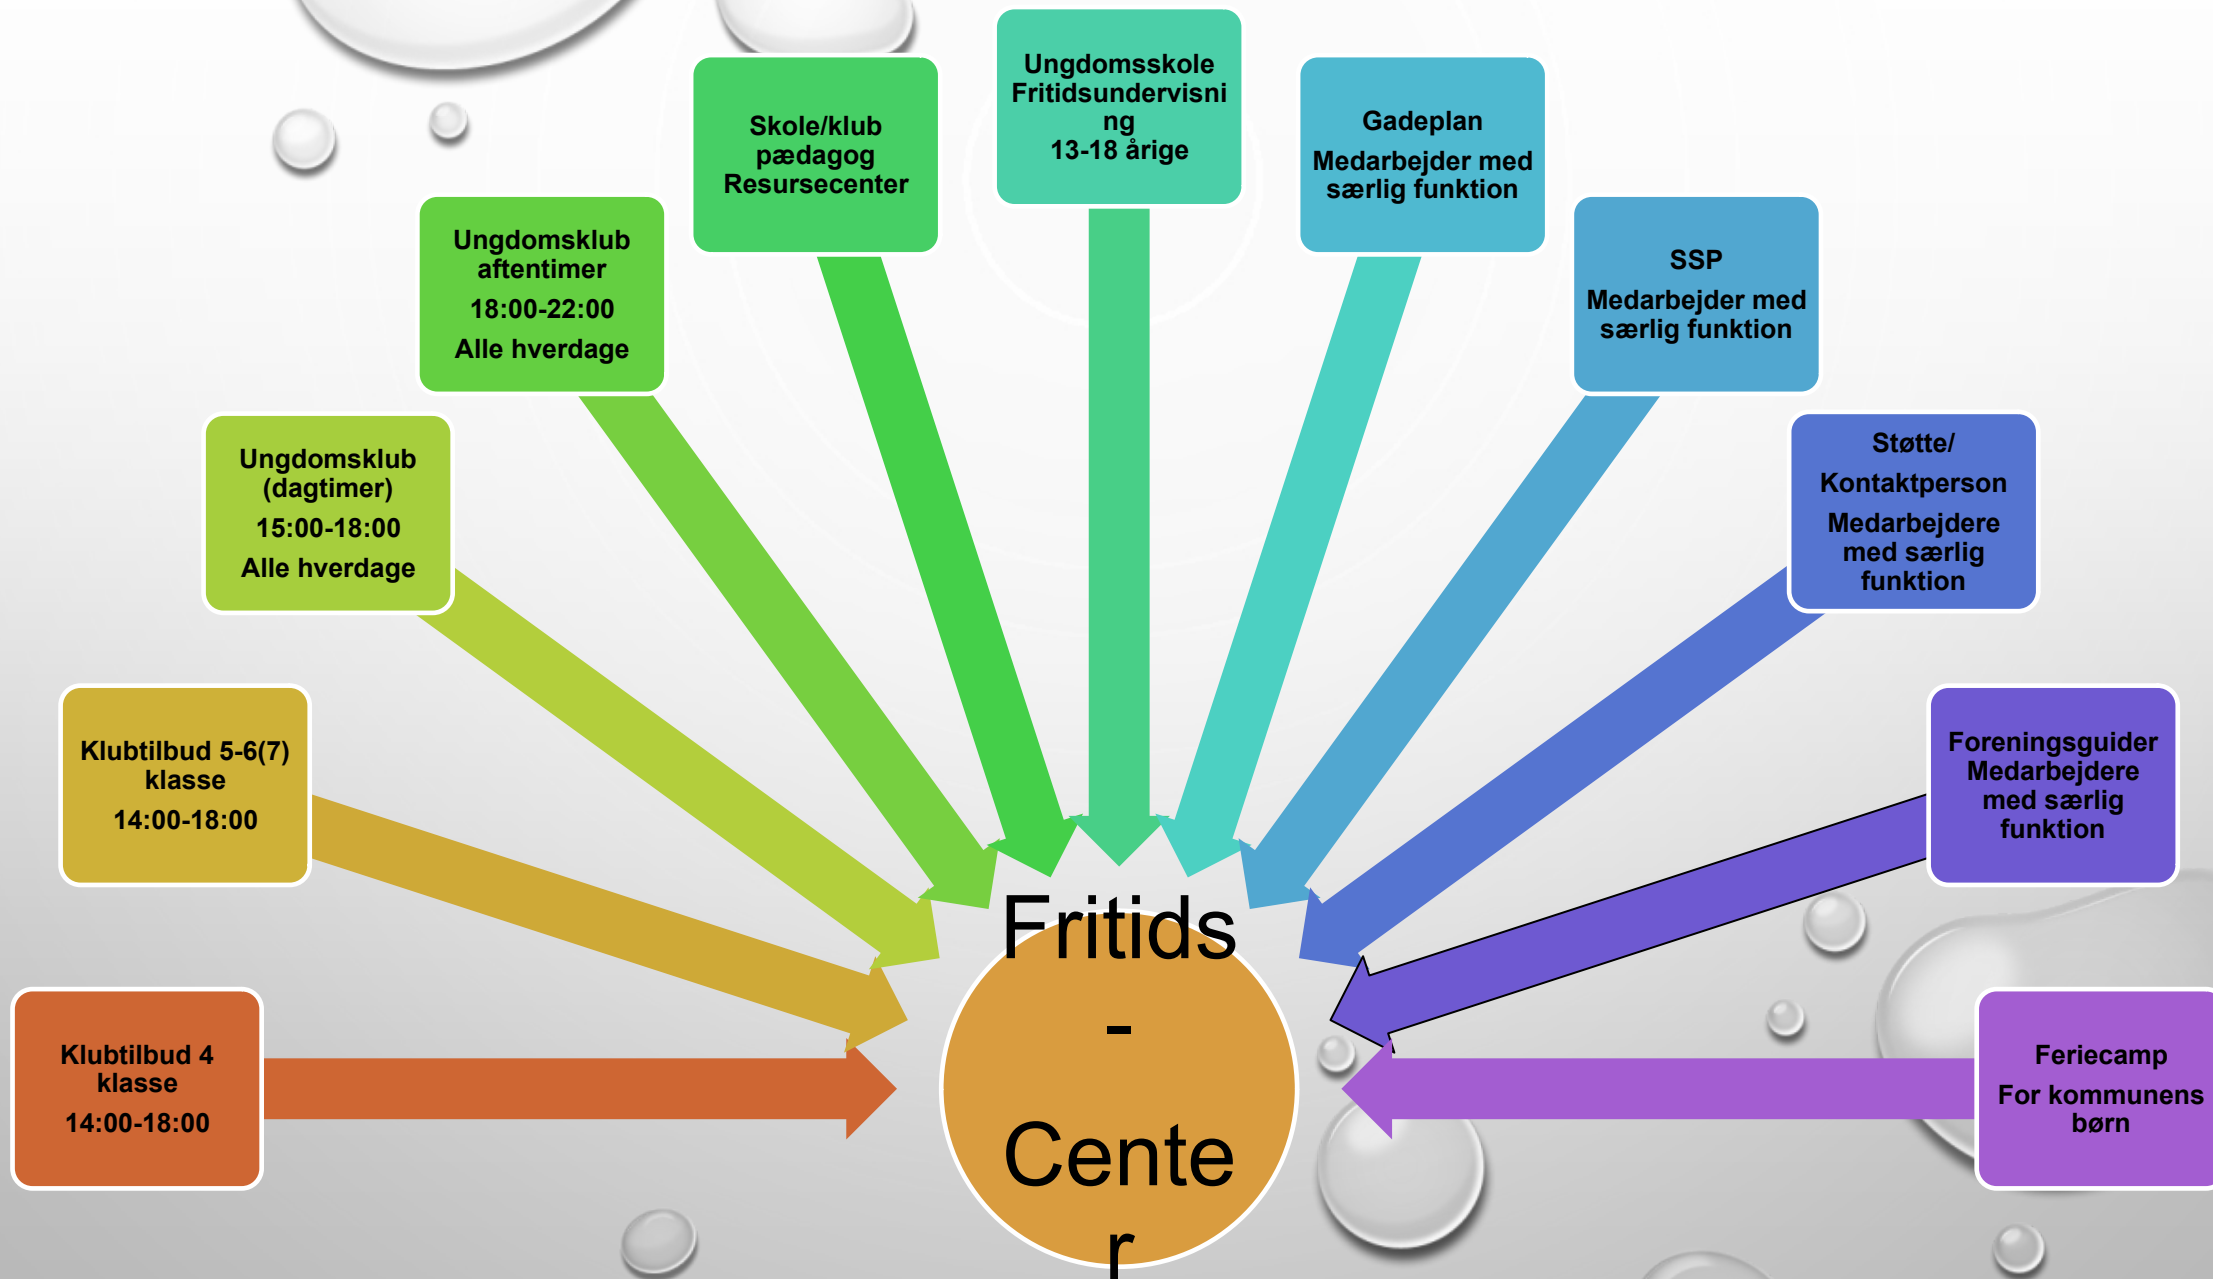 Klubtilbud 4
klasse
14:00-18:00
Klubtilbud 5-6(7)
klasse
14:00-18:00
Ungdomsklub
(dagtimer)
15:00-18:00
Alle hverdage
Ungdomsklub
aftentimer
18:00-22:00
Alle hverdage
Skole/klub
pædagog
Resursecenter
Ungdomsskole
Fritidsundervisni
ng
13-18 årige
Gadeplan
Medarbejder med
særlig funktion
SSP
Medarbejder med
særlig funktion
Støtte/
Kontaktperson
Medarbejdere
med særlig
funktion
Foreningsguider
Medarbejdere
med særlig
funktion
Feriecamp
For kommunens
børn
Fritids
-
Cente
r